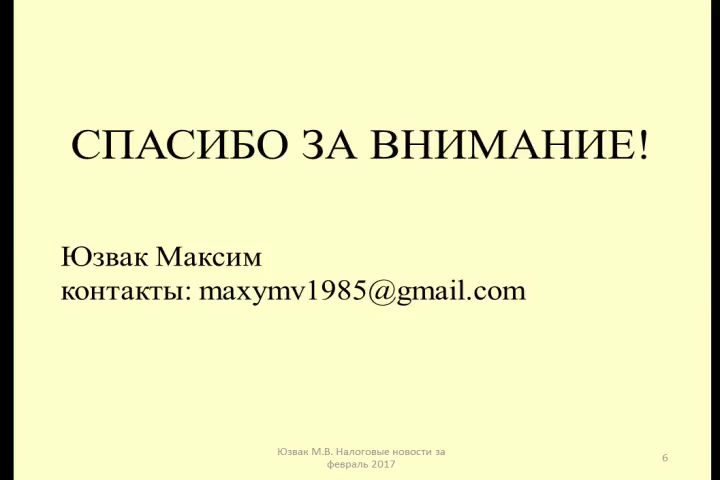 СПАСИБО ЗА ВНИМАНИЕ!
Юзвак Максим
контакты: maxymv1985@gmail.com
Юзвак М.В. Налоговые новости за
февраль 2017
6